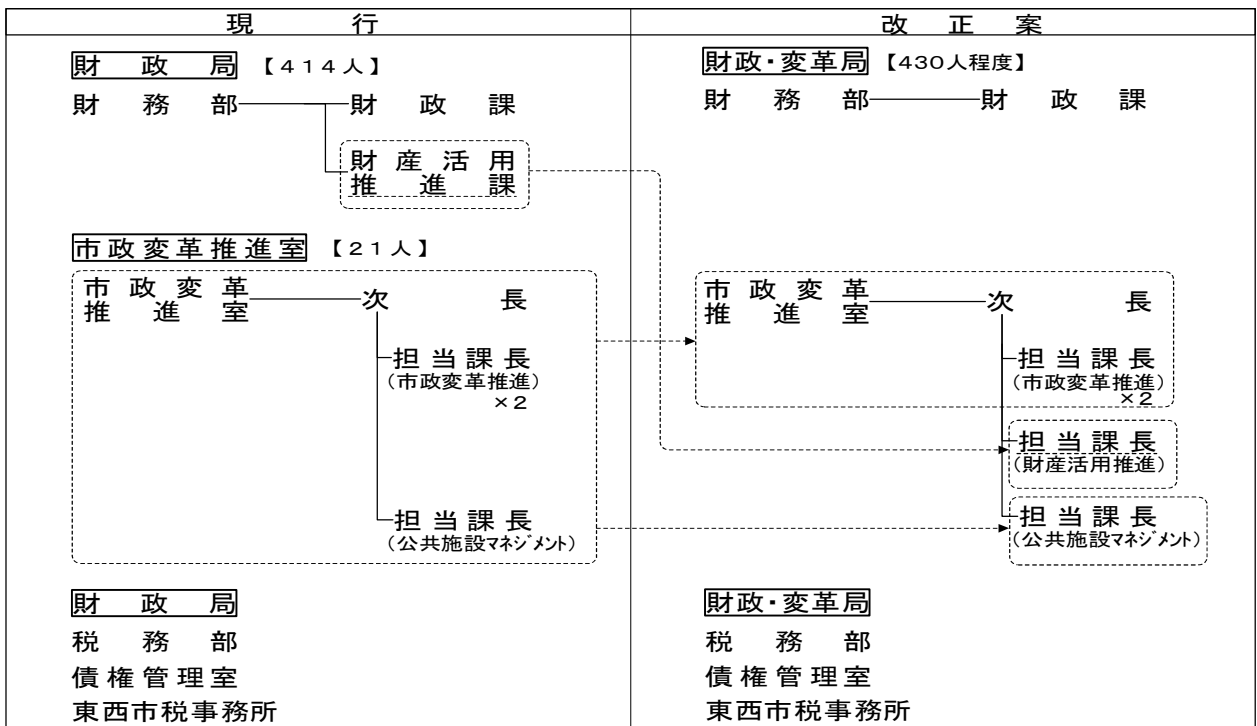 現 行
財 政 局 【414人】
財 務 部 財 政 課
財産活用
推 進 課
市政変革推進室 【21人】
市 政 変 革
推 進 室
次 長
担当課長
(市政変革推進)
×2
担当課長
(公共施設マネジメント)
財 政 局
税 務 部
債権管理室
東西市税事務所
改 正 案
財政・変革局 【430人程度】
財 務 部 財 政 課
市 政 変 革
推 進 室
次 長
担当課長
(市政変革推進)
×2
担当課長
(財産活用推進)
担当課長
(公共施設マネジメント)
財政・変革局
税 務 部
債権管理室
東西市税事務所